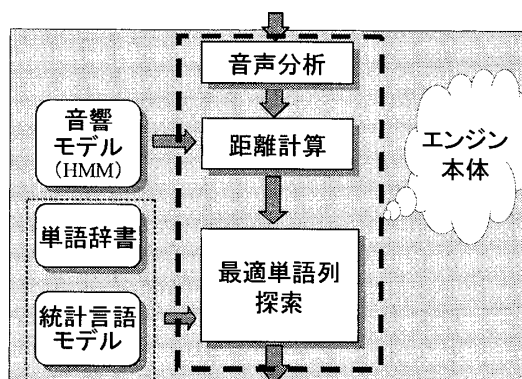 音声分析
音響
モデル
(HMM)
距離計算
エンジン
本体
単語辞書
最適単語列
探索
統計言語
モデル